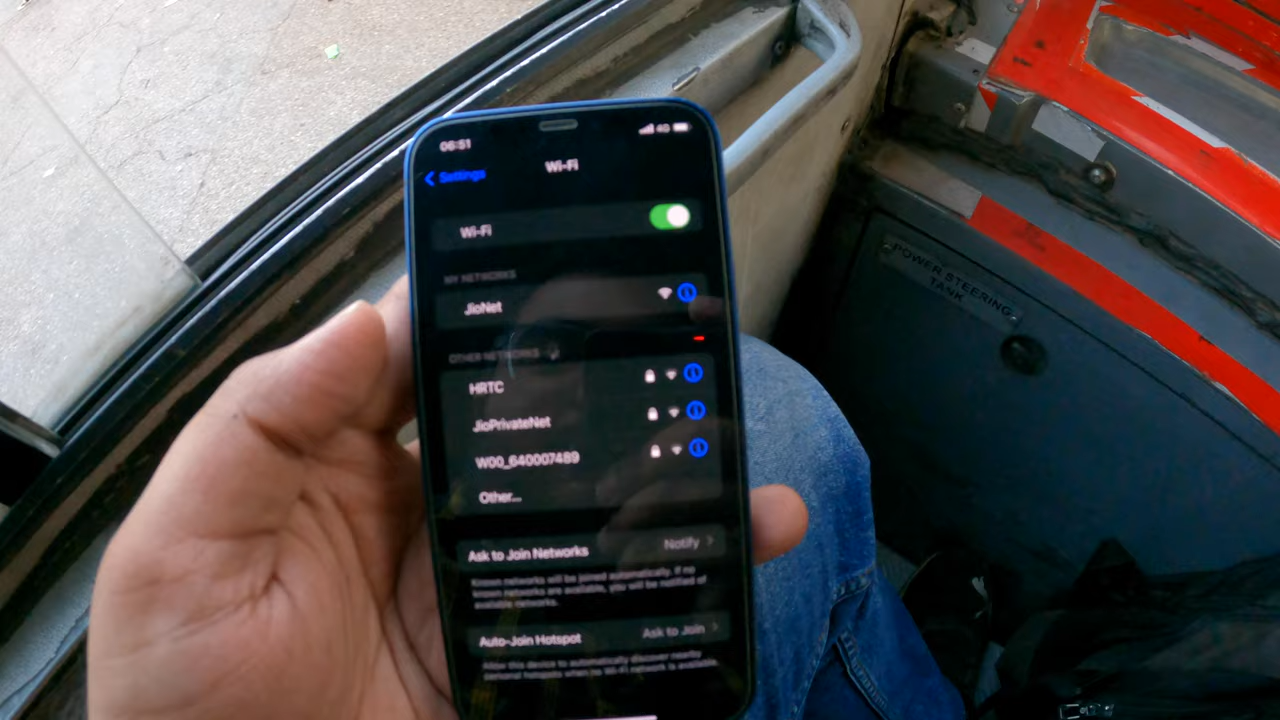 06:51
4G
Settings
Wi-Fi
Wi-Fi
MY NETWORKS
JioNet
OTHER NETWORKS
HRTC
JioPrivateNet
W00_640007489
Other...
Ask to Join Networks
Notify
Known networks will be joined automatically. If no
known networks are available, you will be notified of
available networks.
Auto-Join Hotspot
Ask to Join
Allow this device to automatically discover nearby
personal hotspots when no Wi-Fi network is available.
POWER STEERING
TANK